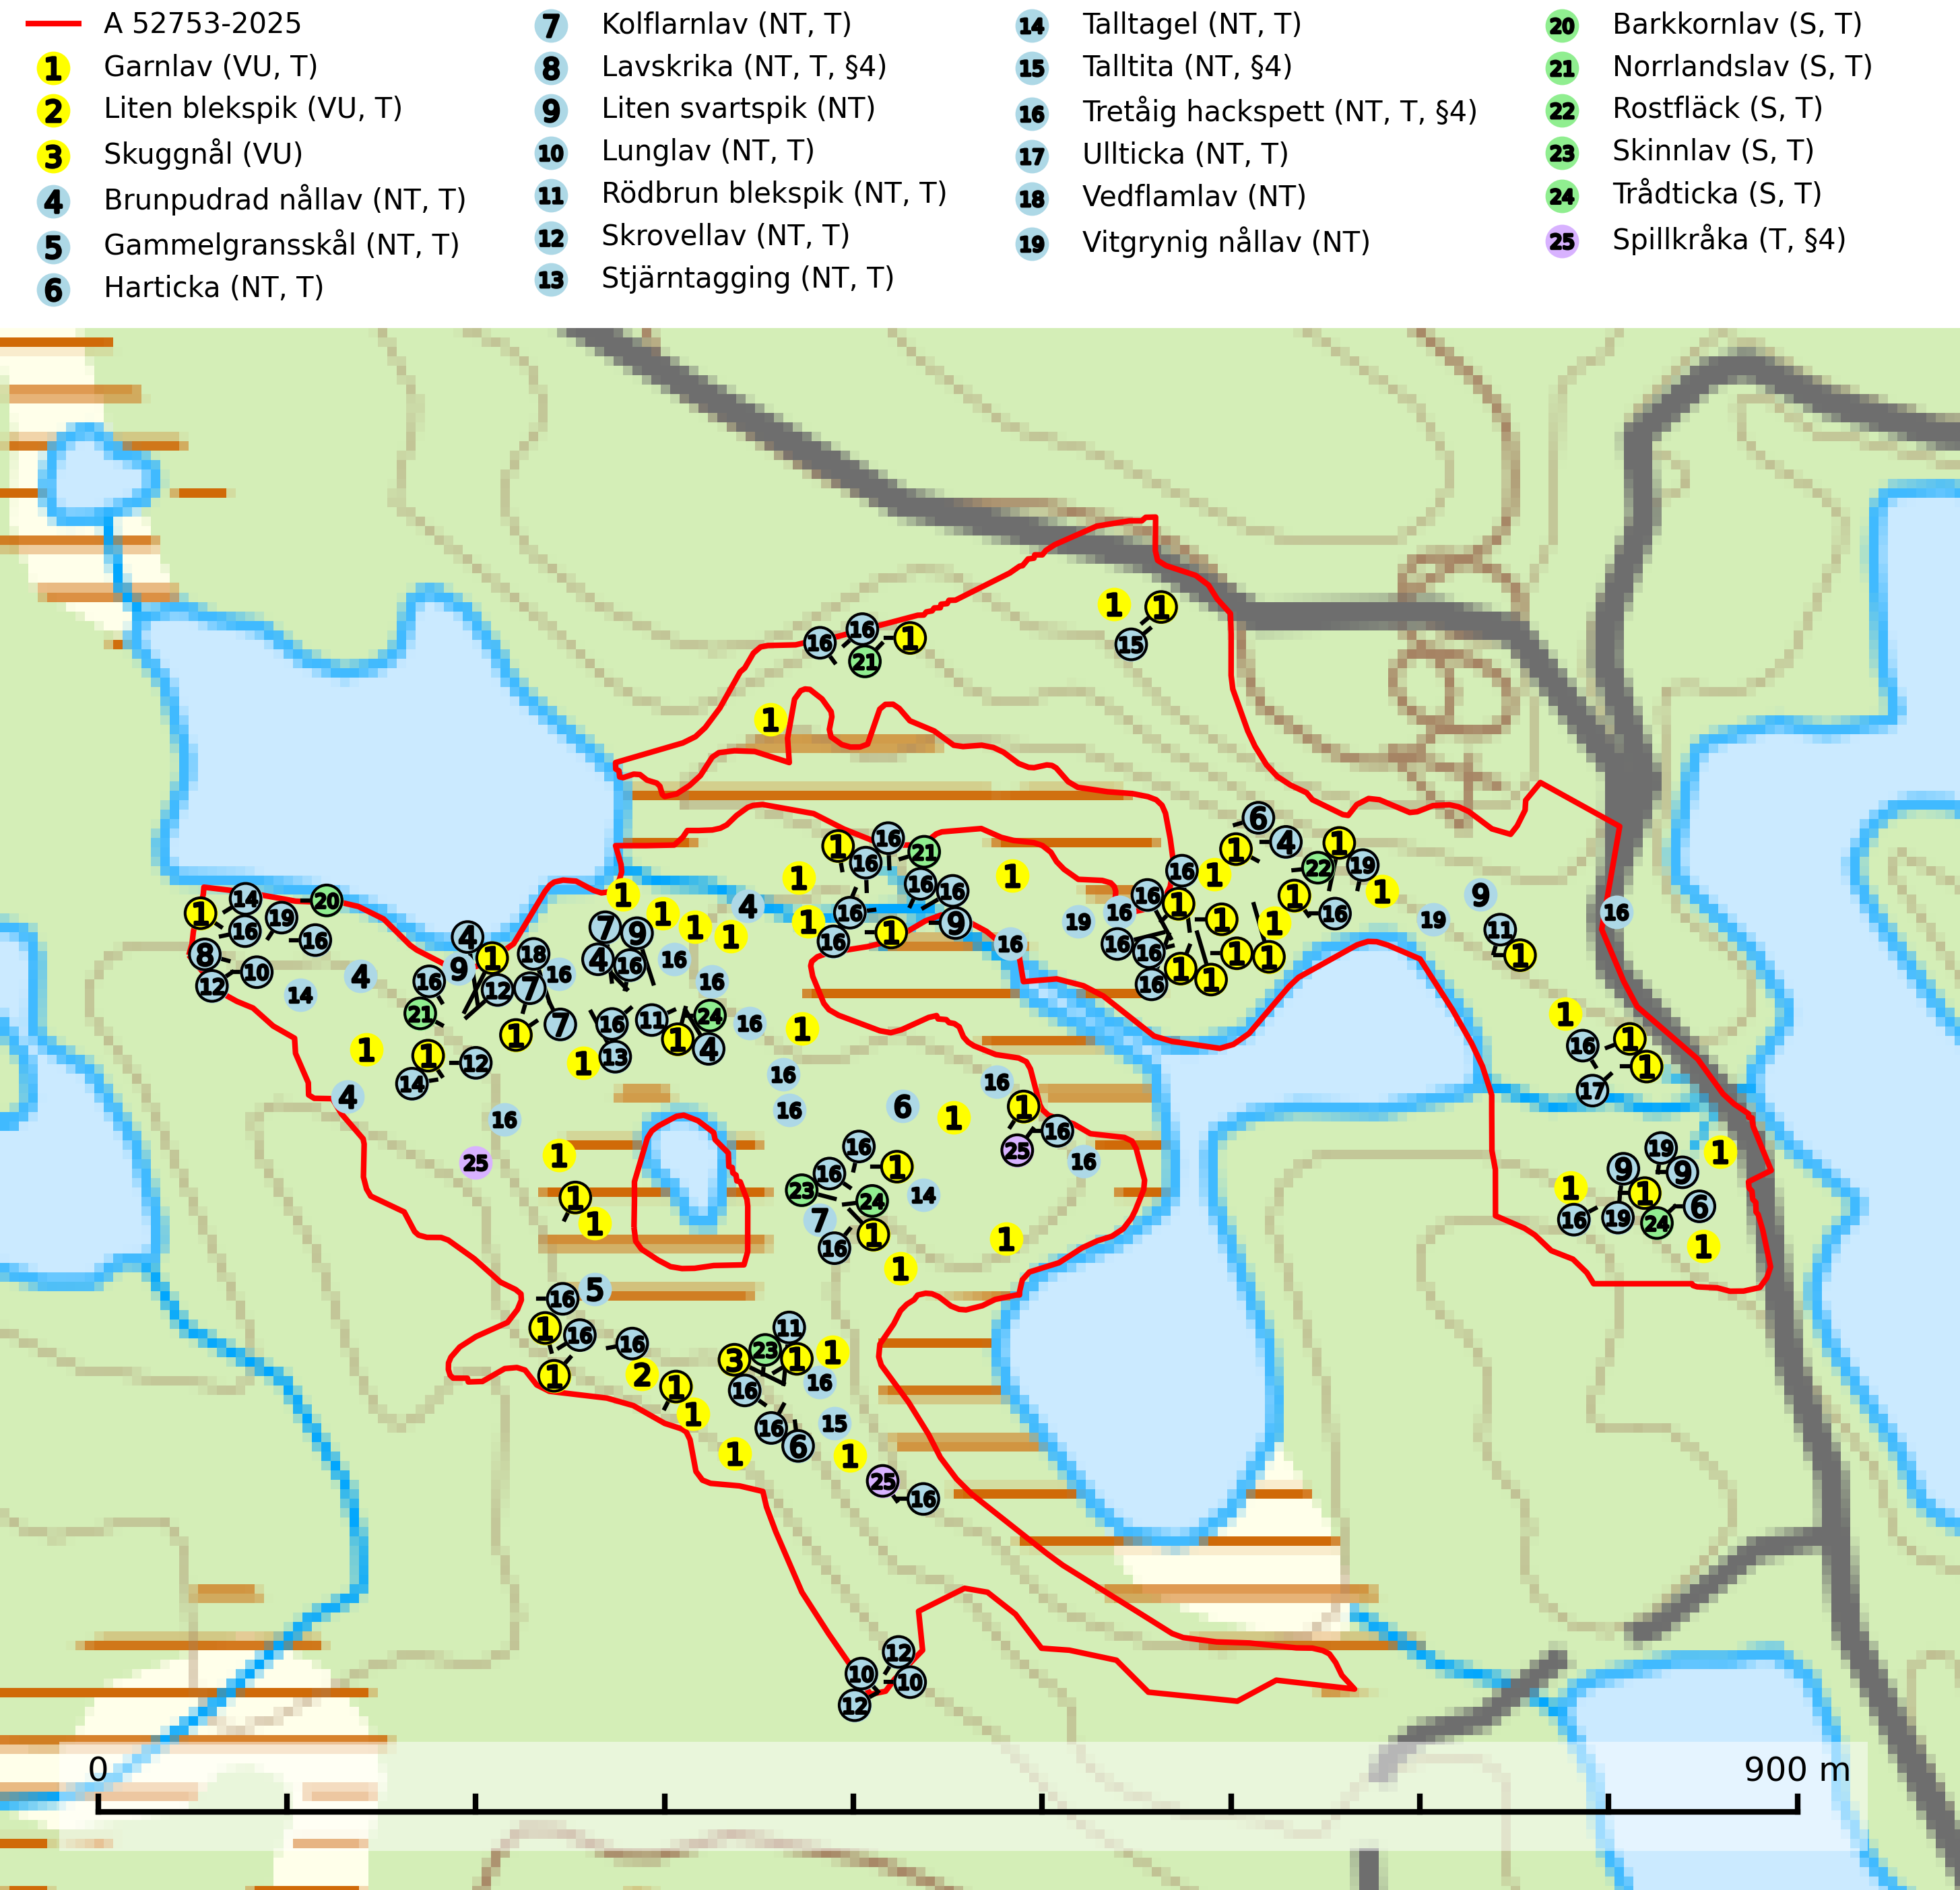 A 52753-2025
1 Garnlav (VU, T)
2 Liten blekspik (VU, T)
3 Skuggnål (VU)
4 Brunpudrad nållav (NT, T)
5 Gammelgransskål (NT, T)
6 Harticka (NT, T)
7 Kolflarnlav (NT, T)
8 Lavskrika (NT, T, §4)
9 Liten svartspik (NT)
10 Lunglav (NT, T)
11 Rödbrun blekspik (NT, T)
12 Skrovellav (NT, T)
13 Stjärntagging (NT, T)
14 Talltagel (NT, T)
15 Talltita (NT, §4)
16 Tretåig hackspett (NT, T, §4)
17 Ullticka (NT, T)
18 Vedflamlav (NT)
19 Vitgrynig nållav (NT)
20 Barkkornlav (S, T)
21 Norrlandslav (S, T)
22 Rostfläck (S, T)
23 Skinnlav (S, T)
24 Trådticka (S, T)
25 Spillkråka (T, §4)
0 900 m